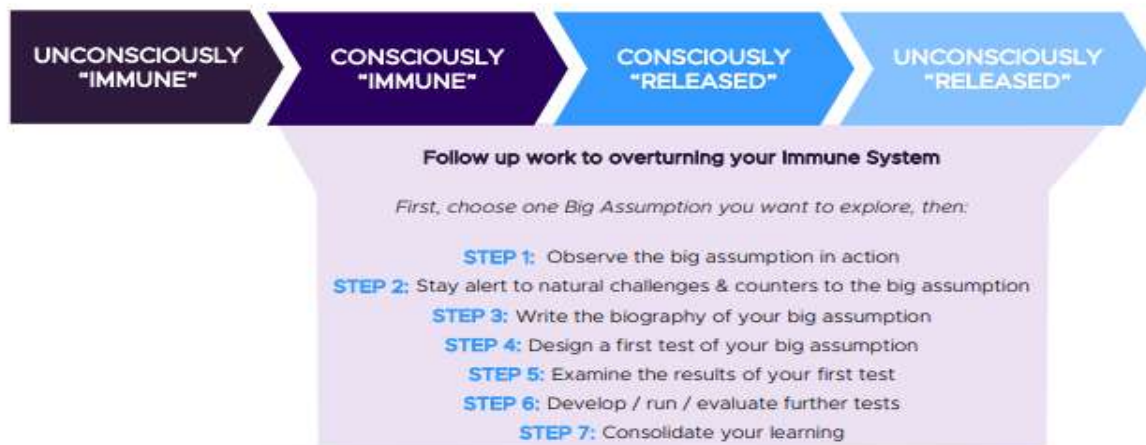 UNCONSCIOUSLY
"IMMUNE"
CONSCIOUSLY
"IMMUNE"
CONSCIOUSLY
"RELEASED"
UNCONSCIOUSLY
"RELEASED"
Follow up work to overturning your Immune System
First, choose one Big Assumption you want to explore, then:
STEP 1: Observe the big assumption in action
STEP 2: Stay alert to natural challenges & counters to the big assumption
STEP 3: Write the biography of your big assumption
STEP 4: Design a first test of your big assumption
STEP 5: Examine the results of your first test
STEP 6: Develop / run / evaluate further tests
STEP 7: Consolidate your learning